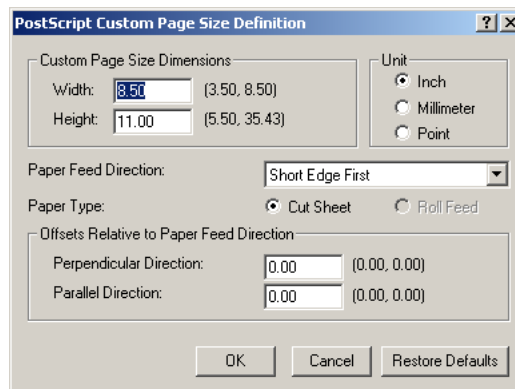 PostScript Custom Page Size Definition
Custom Page Size Dimensions
Width: 8.50 (3.50, 8.50)
Height: 11.00 (5.50, 35.43)
Unit
Inch
Millimeter
Point
Paper Feed Direction: Short Edge First
Paper Type: Cut Sheet Roll Feed
Offsets Relative to Paper Feed Direction
Perpendicular Direction: 0.00 (0.00, 0.00)
Parallel Direction: 0.00 (0.00, 0.00)
OK Cancel Restore Defaults